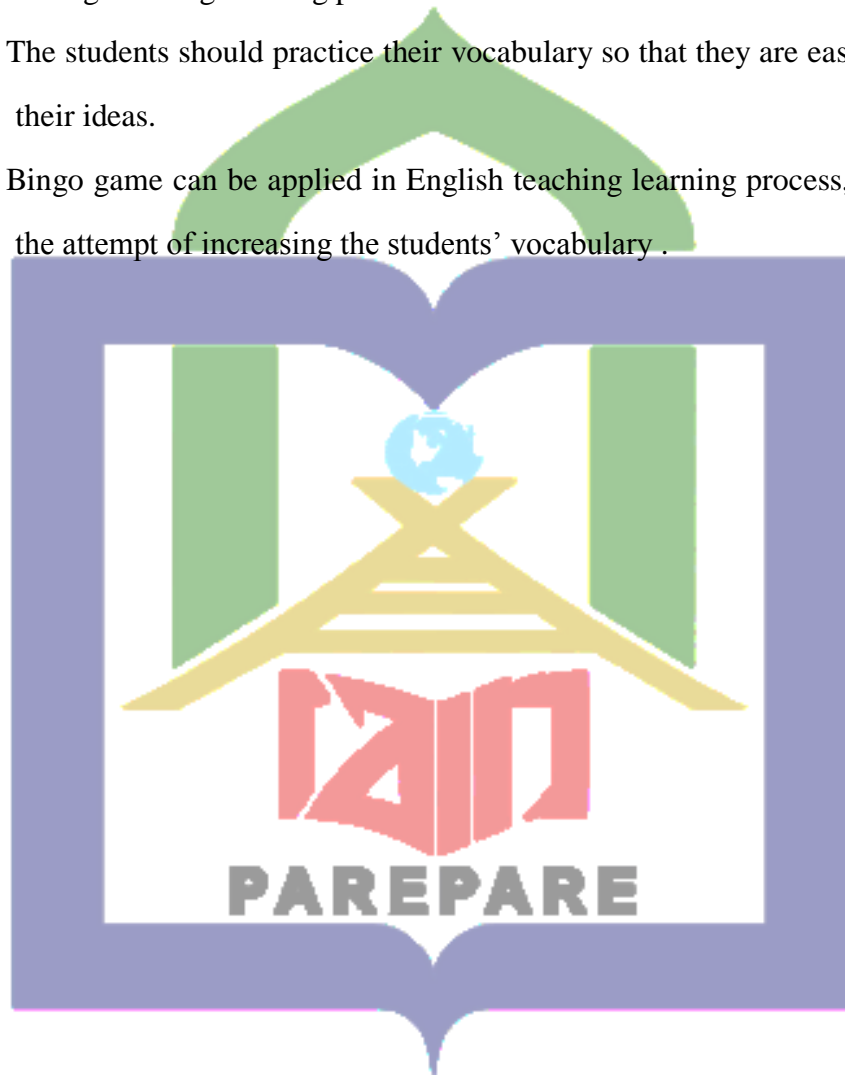 The students should practice their vocabulary so that they are eas
their ideas.
Bingo game can be applied in English teaching learning process,
the attempt of increasing the students’ vocabulary .
iain
PAREPARE